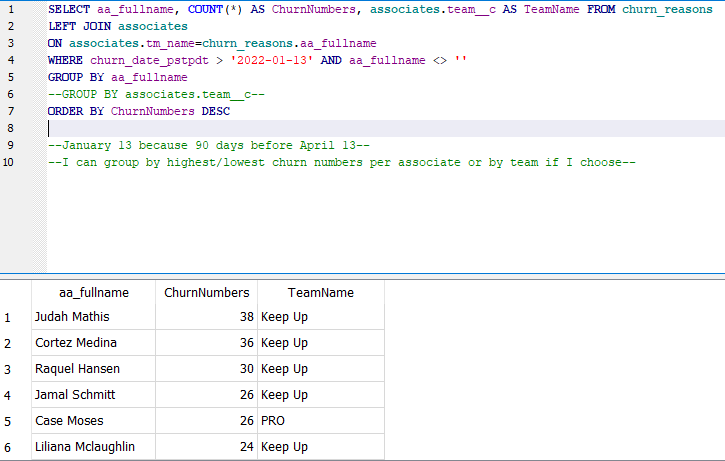 1 SELECT aa_fullname, COUNT(*) AS ChurnNumbers, associates.team__c AS TeamName FROM churn_reasons
2 LEFT JOIN associates
3 ON associates.tm_name=churn_reasons.aa_fullname
4 WHERE churn_date_pstpdt > '2022-01-13' AND aa_fullname <> ''
5 GROUP BY aa_fullname
6 --GROUP BY associates.team__c--
7 ORDER BY ChurnNumbers DESC
8
9 --January 13 because 90 days before April 13--
10 --I can group by highest/lowest churn numbers per associate or by team if I choose--
aa_fullname ChurnNumbers TeamName
1 Judah Mathis 38 Keep Up
2 Cortez Medina 36 Keep Up
3 Raquel Hansen 30 Keep Up
4 Jamal Schmitt 26 Keep Up
5 Case Moses 26 PRO
6 Liliana Mclaughlin 24 Keep Up